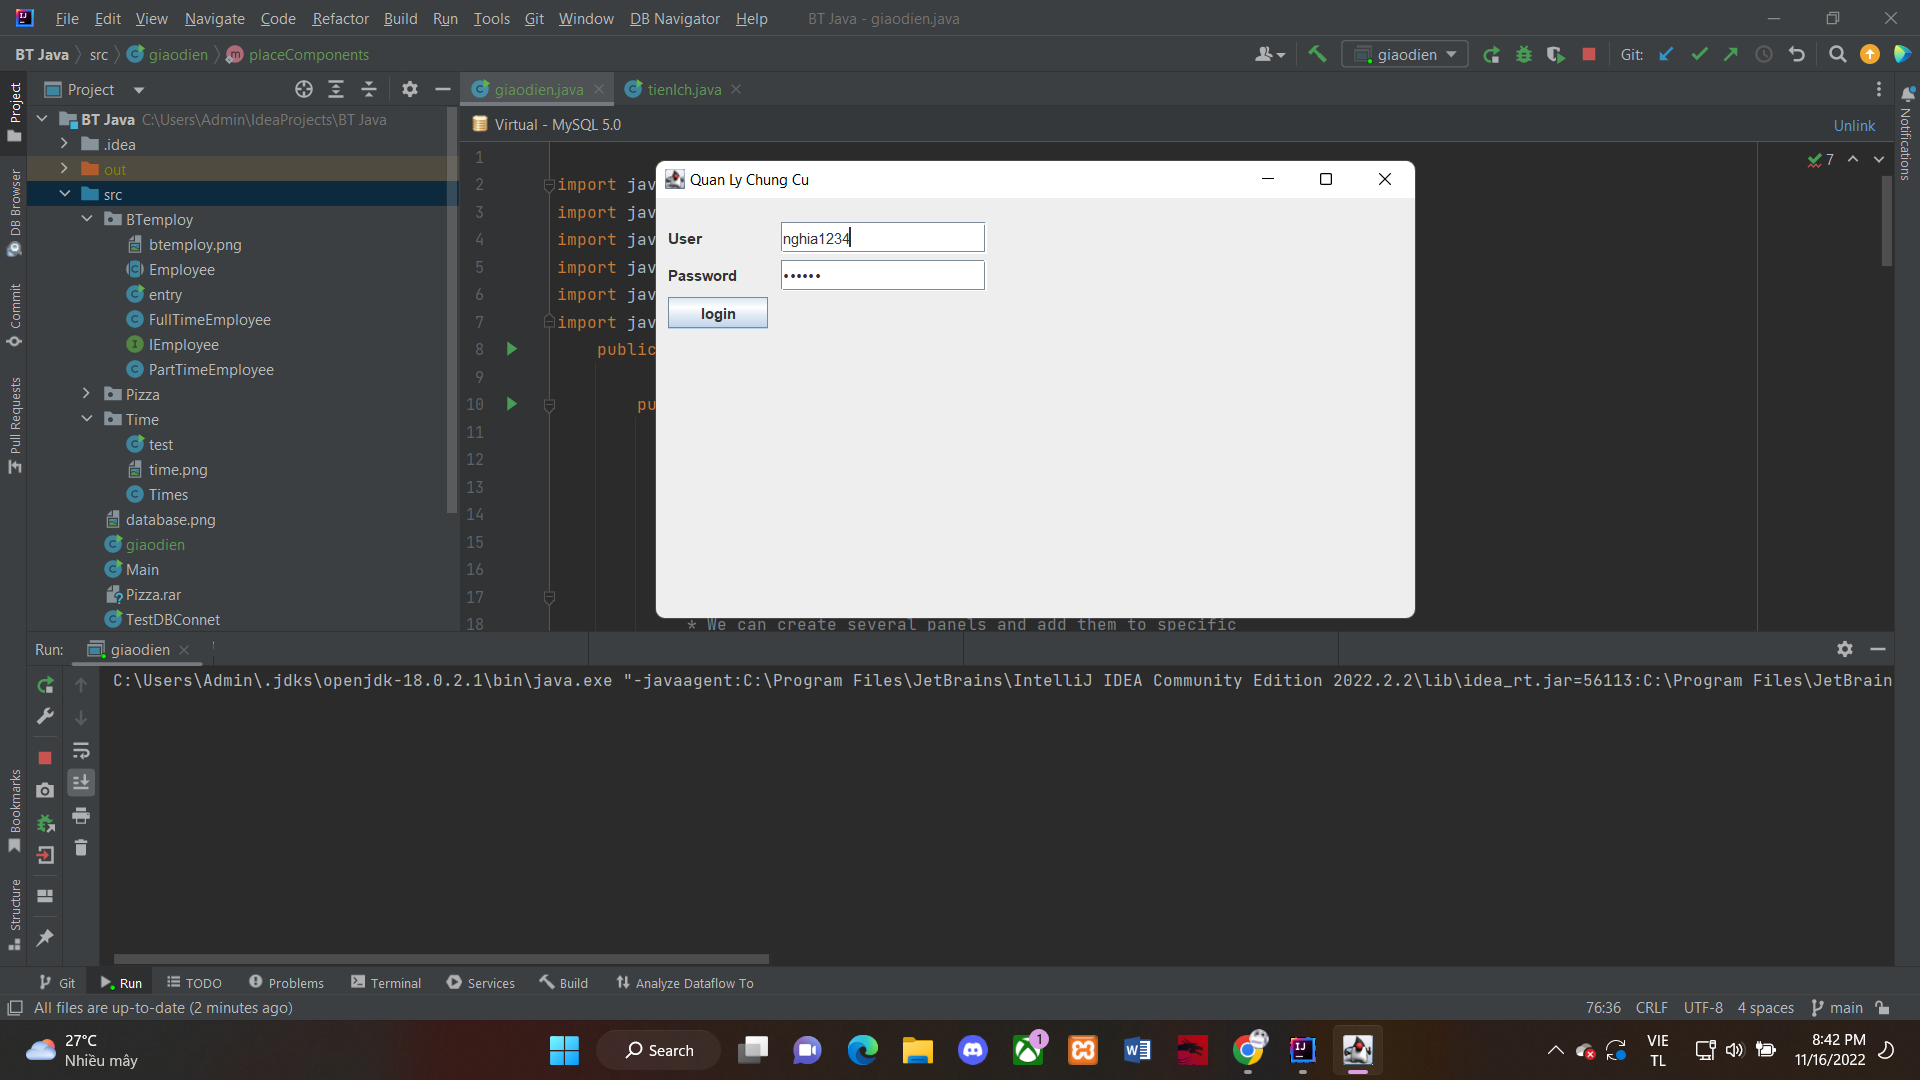 File Edit View Navigate Code Refactor Build Run Tools Git Window DB Navigator Help BT Java - giaodien.java
BT Java src giaodien placeComponents giaodien Git:
Project giaodien.java tienIch.java
Virtual - MySQL 5.0 Unlink
BT Java C:\Users\Admin\IdeaProjects\BT Java
.idea
out
src
BTemploy
btemploy.png
Employee
entry
FullTimeEmployee
IEmployee
PartTimeEmployee
Pizza
Time
test
time.png
Times
database.png
giaodien
Main
Pizza.rar
TestDBConnet
Project
DB Browser
Commit
Pull Requests
Bookmarks
Structure
Notifications
7
1
2 import jav
3 import jav
4 import jav
5 import jav
6 import jav
7 import jav
8 public
9
10 pu
11
12
13
14
15
16
17
18 * We can create several panels and add them to specific
Quan Ly Chung Cu
User nghia1234
Password ••••••
login
Run: giaodien
C:\Users\Admin\.jdks\openjdk-18.0.2.1\bin\java.exe "-javaagent:C:\Program Files\JetBrains\IntelliJ IDEA Community Edition 2022.2.2\lib\idea_rt.jar=56113:C:\Program Files\JetBrain
Git Run TODO Problems Terminal Services Build Analyze Dataflow To
All files are up-to-date (2 minutes ago) 76:36 CRLF UTF-8 4 spaces main
27°C
Nhiều mây
Search
1
VIE
TL
8:42 PM
11/16/2022